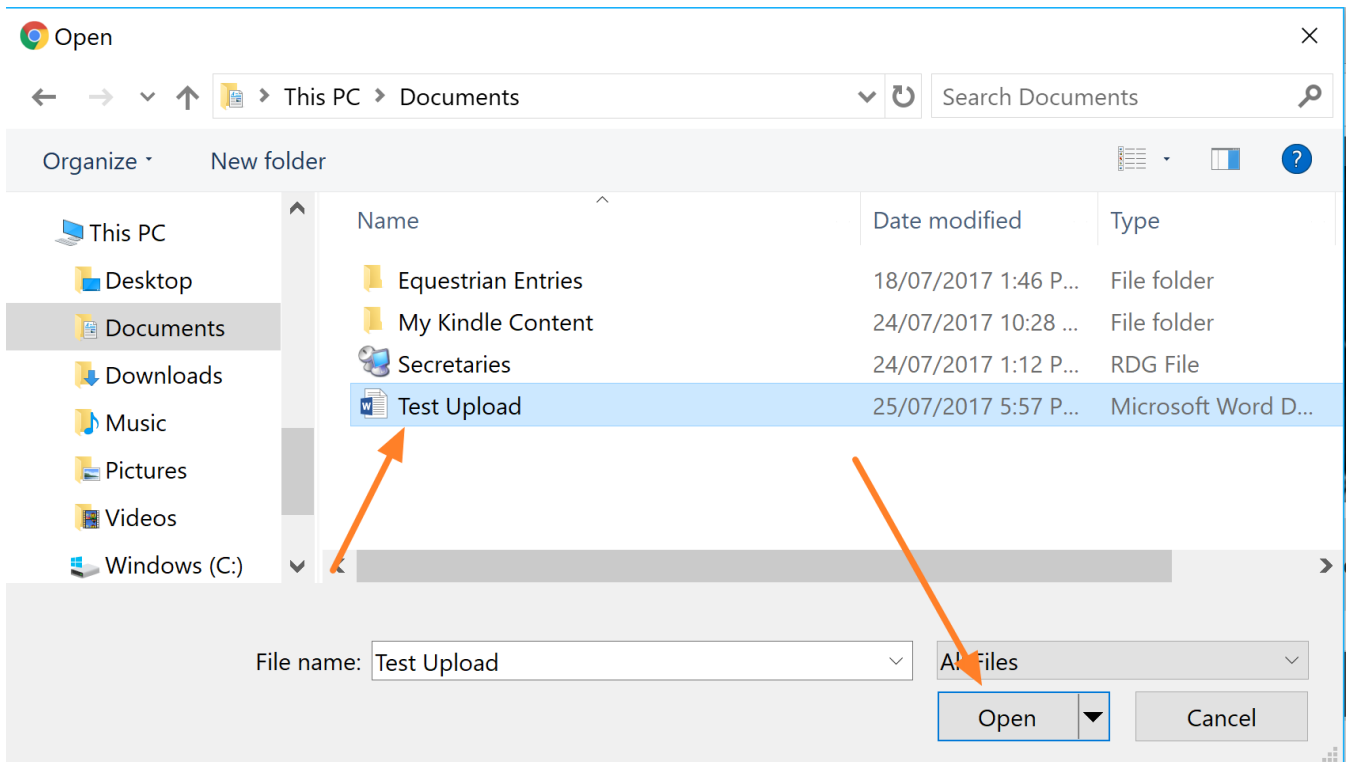 Open
This PC Documents Search Documents
Organize New folder
Name Date modified Type
This PC
Desktop
Documents
Downloads
Music
Pictures
Videos
Windows (C:)
Equestrian Entries 18/07/2017 1:46 P... File folder
My Kindle Content 24/07/2017 10:28 ... File folder
Secretaries 24/07/2017 1:12 P... RDG File
Test Upload 25/07/2017 5:57 P... Microsoft Word D...
File name: Test Upload All Files
Open Cancel